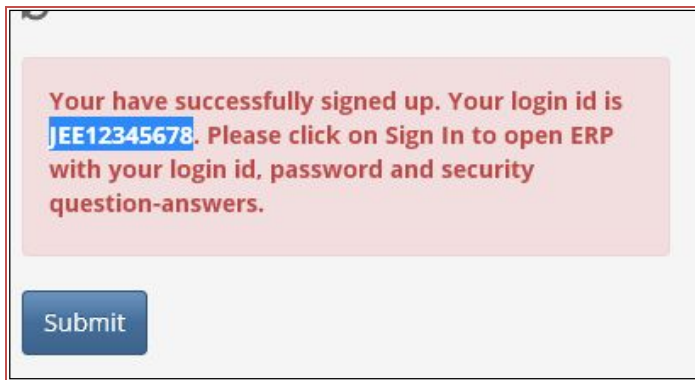 Your have successfully signed up. Your login id is
JEE12345678. Please click on Sign In to open ERP
with your login id, password and security
question-answers.
Submit